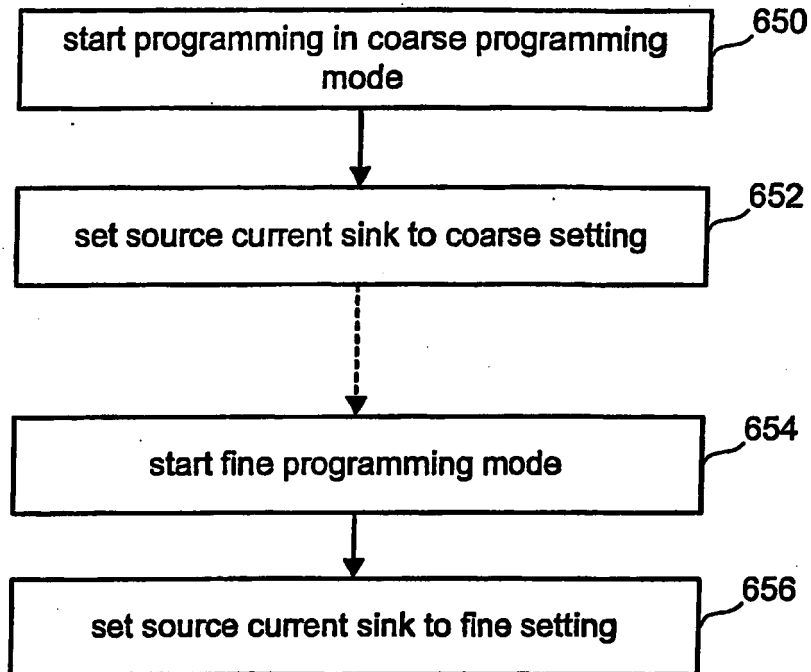 start programming in coarse programming
mode
650
set source current sink to coarse setting
652
start fine programming mode
654
set source current sink to fine setting
656